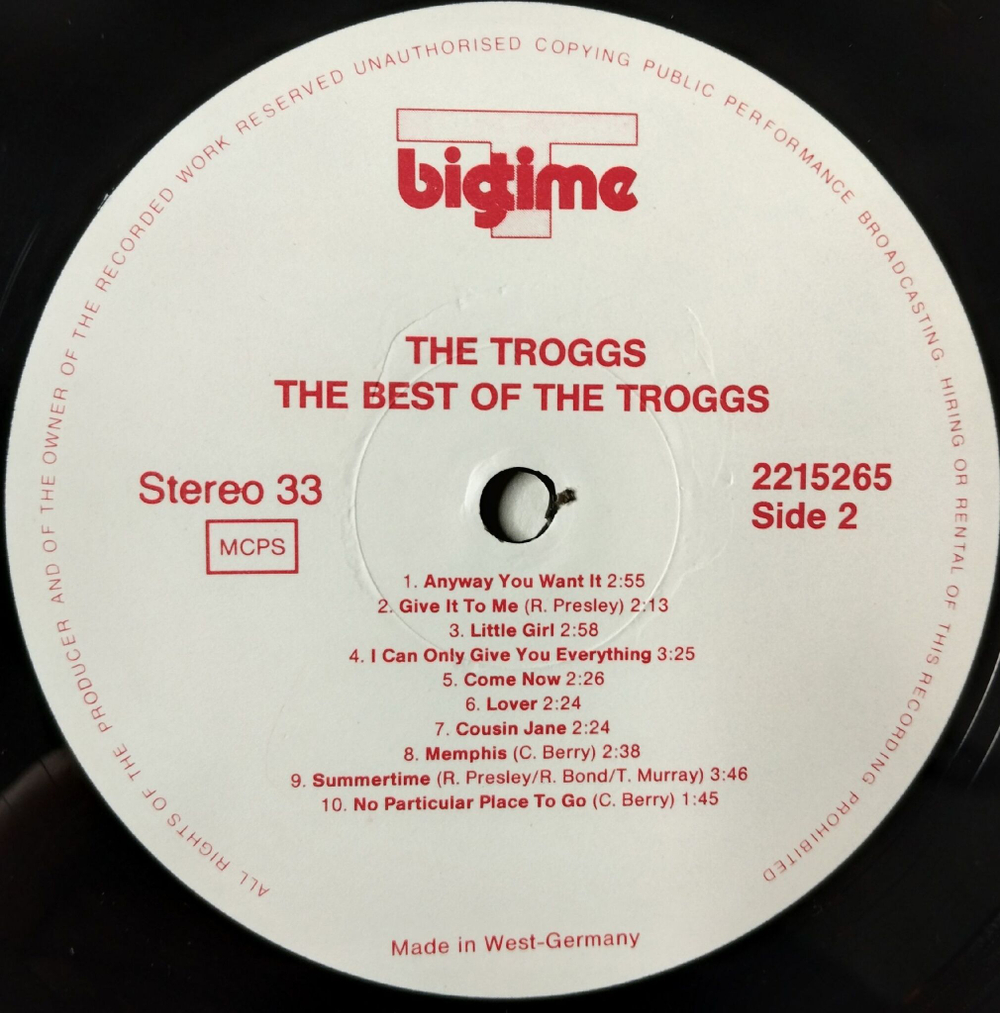 ALL RIGHTS OF THE PRODUCER AND OF THE OWNER OF THE RECORDED WORK RESERVED UNAUTHORISED COPYING PUBLIC PERFORMANCE BROADCASTING. HIRING OR RENTAL OF THIS RECORDING PROHIBITED
T
bigtime
THE TROGGS
THE BEST OF THE TROGGS
Stereo 33
MCPS
2215265
Side 2
1. Anyway You Want It 2:55
2. Give It To Me (R. Presley) 2:13
3. Little Girl 2:58
4. I Can Only Give You Everything 3:25
5. Come Now 2:26
6. Lover 2:24
7. Cousin Jane 2:24
8. Memphis (C. Berry) 2:38
9. Summertime (R. Presley/R. Bond/T. Murray) 3:46
10. No Particular Place To Go (C. Berry) 1:45
Made in West-Germany